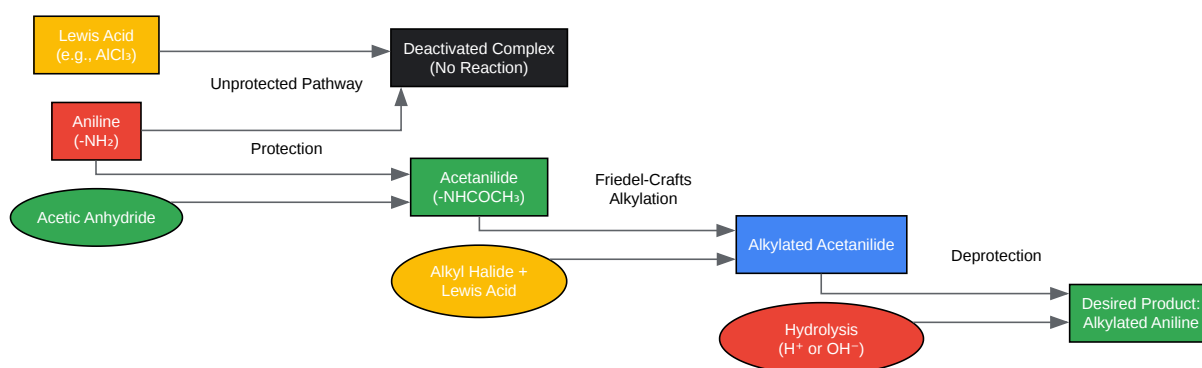 Lewis Acid
(e.g., AlCl₃)
Deactivated Complex
(No Reaction)
Unprotected Pathway
Aniline
(-NH₂)
Protection
Acetic Anhydride
Acetanilide
(-NHCOCH₃)
Friedel-Crafts
Alkylation
Alkyl Halide +
Lewis Acid
Alkylated Acetanilide
Deprotection
Hydrolysis
(H⁺ or OH⁻)
Desired Product:
Alkylated Aniline